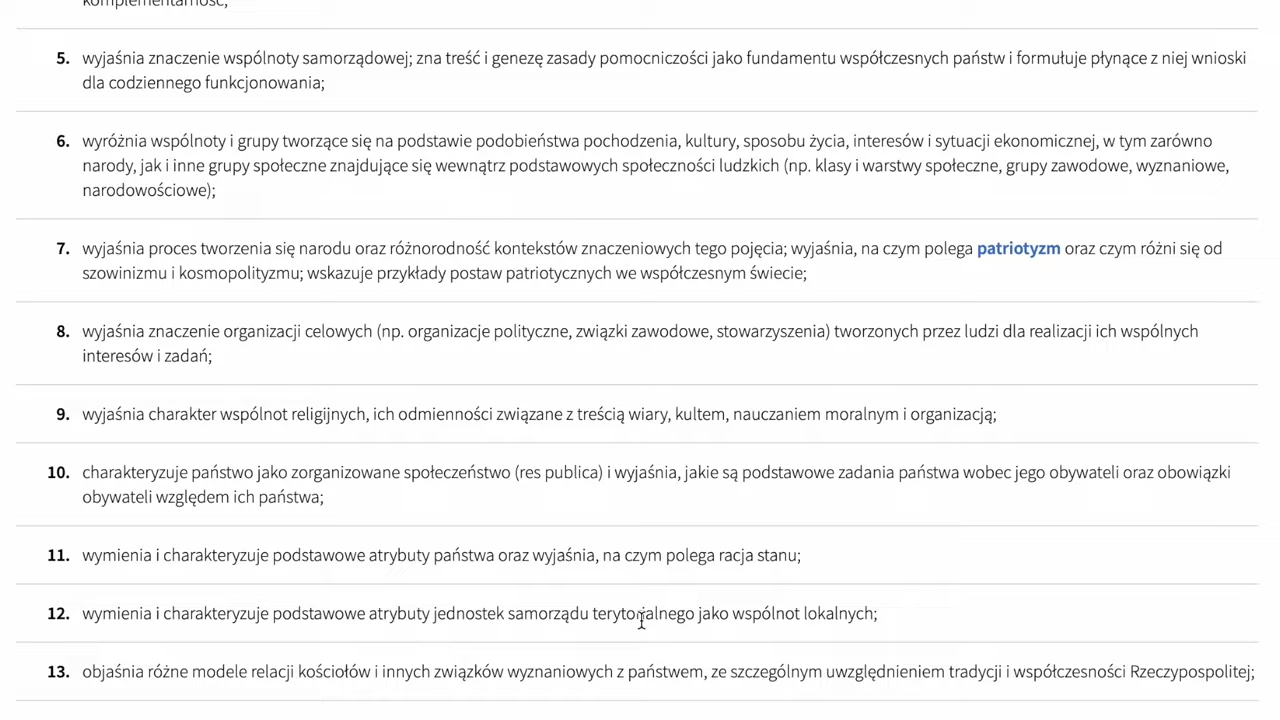 komplementarność;
5. wyjaśnia znaczenie wspólnoty samorządowej; zna treść i genezę zasady pomocniczości jako fundamentu współczesnych państw i formułuje płynące z niej wnioski
dla codziennego funkcjonowania;
6. wyróżnia wspólnoty i grupy tworzące się na podstawie podobieństwa pochodzenia, kultury, sposobu życia, interesów i sytuacji ekonomicznej, w tym zarówno
narody, jak i inne grupy społeczne znajdujące się wewnątrz podstawowych społeczności ludzkich (np. klasy i warstwy społeczne, grupy zawodowe, wyznaniowe,
narodowościowe);
7. wyjaśnia proces tworzenia się narodu oraz różnorodność kontekstów znaczeniowych tego pojęcia; wyjaśnia, na czym polega patriotyzm oraz czym różni się od
szowinizmu i kosmopolityzmu; wskazuje przykłady postaw patriotycznych we współczesnym świecie;
8. wyjaśnia znaczenie organizacji celowych (np. organizacje polityczne, związki zawodowe, stowarzyszenia) tworzonych przez ludzi dla realizacji ich wspólnych
interesów i zadań;
9. wyjaśnia charakter wspólnot religijnych, ich odmienności związane z treścią wiary, kultem, nauczaniem moralnym i organizacją;
10. charakteryzuje państwo jako zorganizowane społeczeństwo (res publica) i wyjaśnia, jakie są podstawowe zadania państwa wobec jego obywateli oraz obowiązki
obywateli względem ich państwa;
11. wymienia i charakteryzuje podstawowe atrybuty państwa oraz wyjaśnia, na czym polega racja stanu;
12. wymienia i charakteryzuje podstawowe atrybuty jednostek samorządu terytorialnego jako wspólnot lokalnych;
13. objaśnia różne modele relacji kościołów i innych związków wyznaniowych z państwem, ze szczególnym uwzględnieniem tradycji i współczesności Rzeczypospolitej;